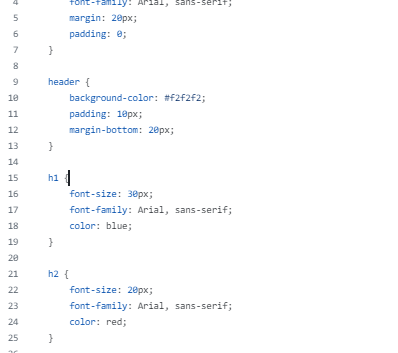 4 font-family: Arial, sans-serif;
5 margin: 20px;
6 padding: 0;
7 }
8
9 header {
10 background-color: #f2f2f2;
11 padding: 10px;
12 margin-bottom: 20px;
13 }
14
15 h1 {
16 font-size: 30px;
17 font-family: Arial, sans-serif;
18 color: blue;
19 }
20
21 h2 {
22 font-size: 20px;
23 font-family: Arial, sans-serif;
24 color: red;
25 }
26